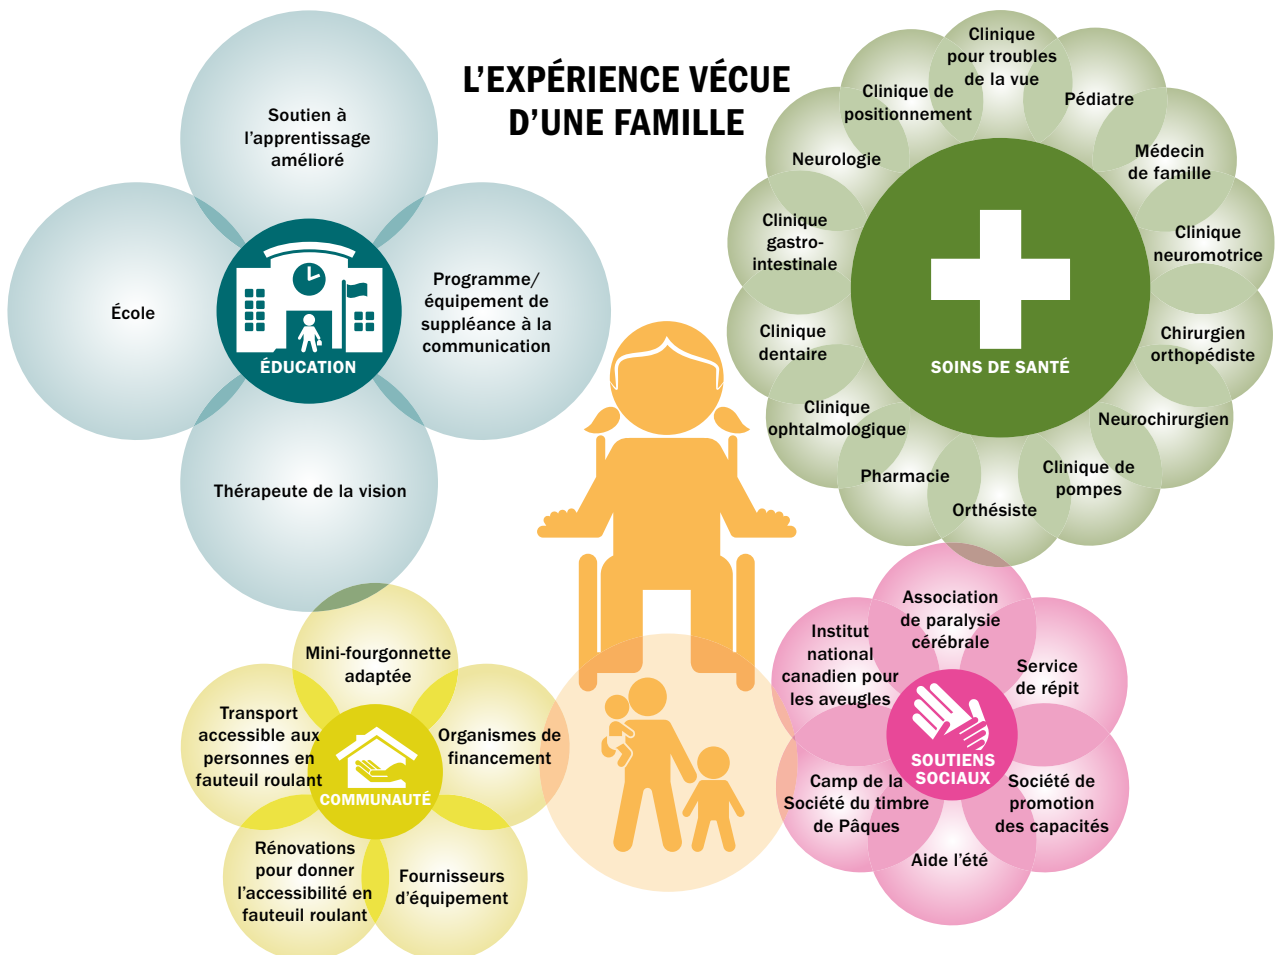 L’EXPÉRIENCE VÉCUE
D’UNE FAMILLE
Soutien à
l’apprentissage
amélioré
École
Programme/
équipement de
suppléance à la
communication
ÉDUCATION
Thérapeute de la vision
Clinique
pour troubles
de la vue
Pédiatre
Médecin
de famille
Clinique
neuromotrice
Chirurgien
orthopédiste
Neurochirurgien
Clinique de
pompes
Orthésiste
Pharmacie
Clinique
ophtalmologique
Clinique
dentaire
Clinique
gastro-
intestinale
Neurologie
Clinique de
positionnement
SOINS DE SANTÉ
Mini-fourgonnette
adaptée
Organismes de
financement
Fournisseurs
d’équipement
Rénovations
pour donner
l’accessibilité en
fauteuil roulant
Transport
accessible aux
personnes en
fauteuil roulant
COMMUNAUTÉ
Association
de paralysie
cérébrale
Service
de répit
Société de
promotion
des capacités
Aide l’été
Camp de la
Société du timbre
de Pâques
Institut
national
canadien pour
les aveugles
SOUTIENS
SOCIAUX